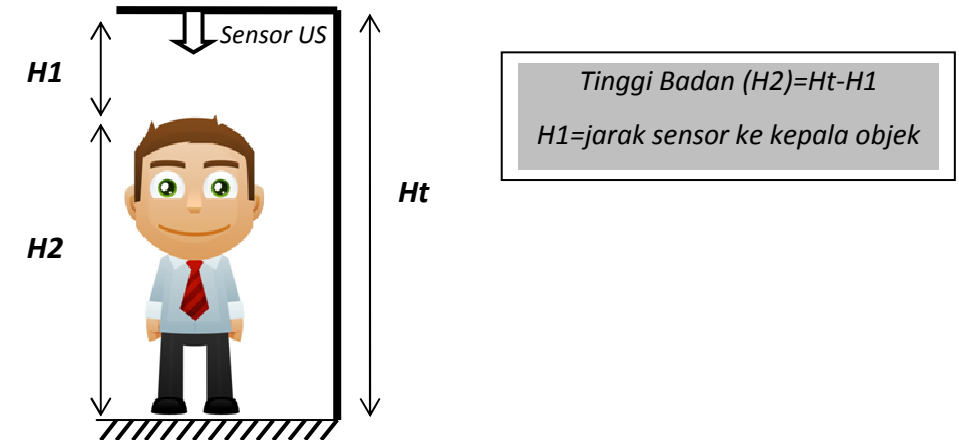 Sensor US
H1
H2
Ht
Tinggi Badan (H2)=Ht-H1
H1=jarak sensor ke kepala objek